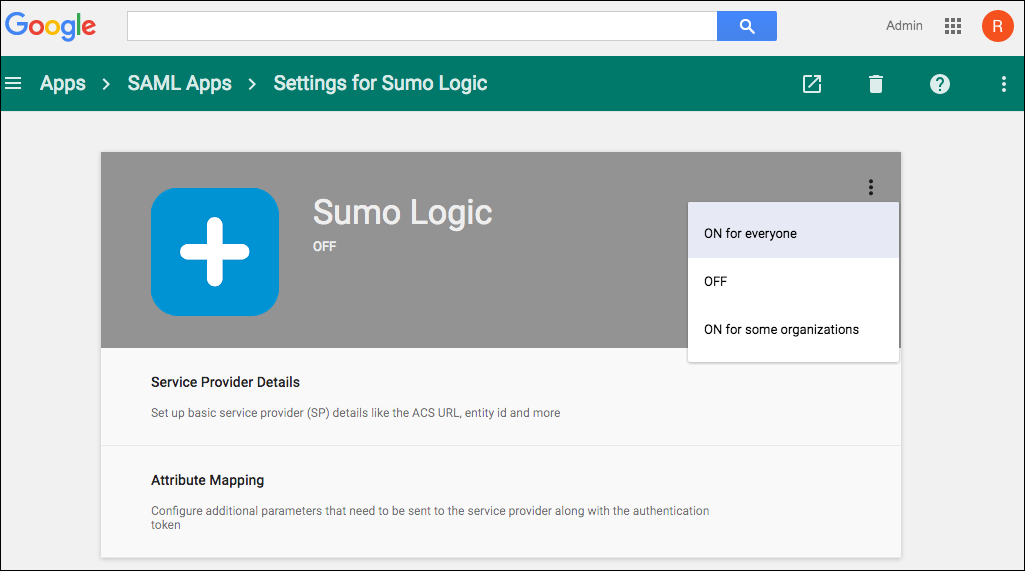 Google
Admin
R
Apps > SAML Apps > Settings for Sumo Logic
?
Sumo Logic
OFF
ON for everyone
OFF
ON for some organizations
Service Provider Details
Set up basic service provider (SP) details like the ACS URL, entity id and more
Attribute Mapping
Configure additional parameters that need to be sent to the service provider along with the authentication
token